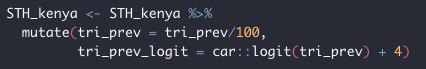 STH_kenya <- STH_kenya %>%
mutate(tri_prev = tri_prev/100,
tri_prev_logit = car::logit(tri_prev) + 4)